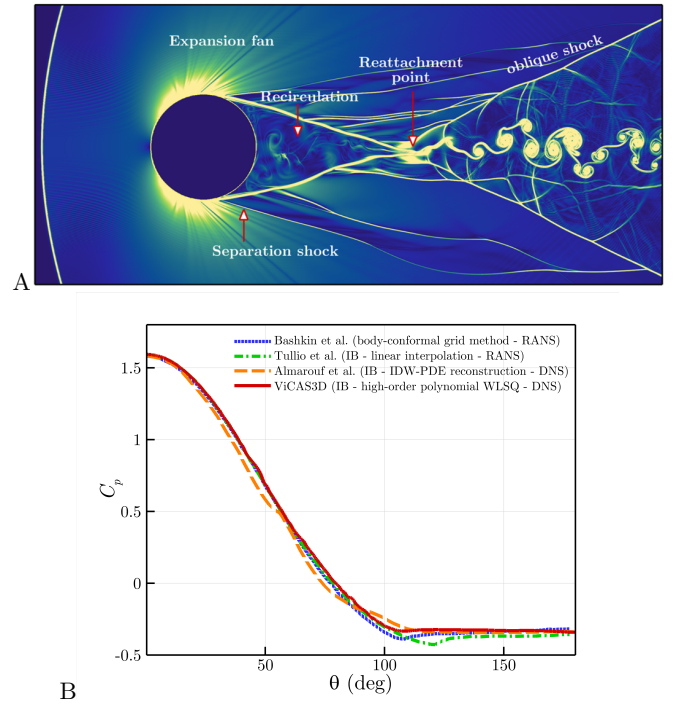 Expansion fan
oblique shock
Reattachment
point
Recirculation
Separation shock
A
Bashkin et al. (body-conformal grid method - RANS)
Tullio et al. (IB - linear interpolation - RANS)
Almarouf et al. (IB - IDW-PDE reconstruction - DNS)
ViCAS3D (IB - high-order polynomial WLSQ - DNS)
1.5
1
0.5
0
-0.5
C_p
50
100
150
θ (deg)
B